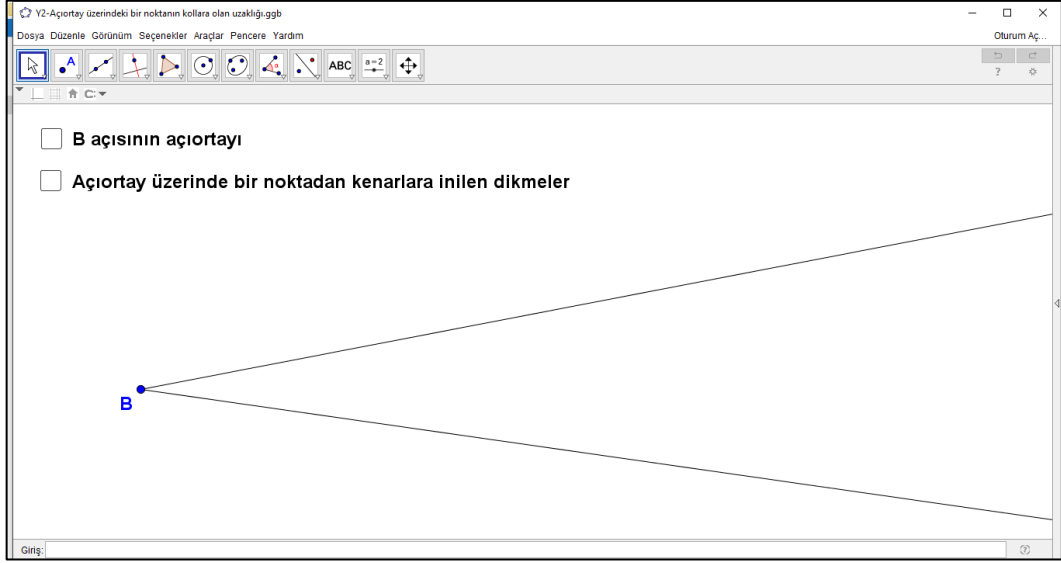 Y2-Açıortay üzerindeki bir noktanın kollara olan uzaklığı.ggb
Dosya Düzenle Görünüm Seçenekler Araçlar Pencere Yardım Oturum Aç...
A α ABC a=2 ?
B açısının açıortayı
Açıortay üzerinde bir noktadan kenarlara inilen dikmeler
B
Giriş: ?